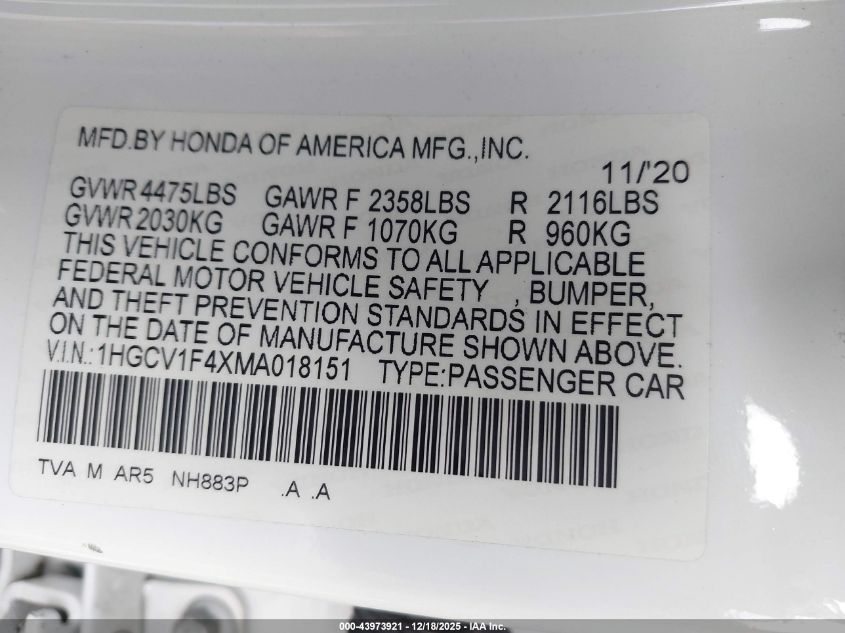 MFD.BY HONDA OF AMERICA MFG.,INC.
11/'20
GVWR 4475LBS GAWR F 2358LBS R 2116LBS
GVWR 2030KG GAWR F 1070KG R 960KG
THIS VEHICLE CONFORMS TO ALL APPLICABLE
FEDERAL MOTOR VEHICLE SAFETY , BUMPER,
AND THEFT PREVENTION STANDARDS IN EFFECT
ON THE DATE OF MANUFACTURE SHOWN ABOVE.
V.I.N.:1HGCV1F4XMA018151 TYPE:PASSENGER CAR
TVA M AR5 NH883P .A .A
000-43973921 - 12/18/2025 - IAA Inc.